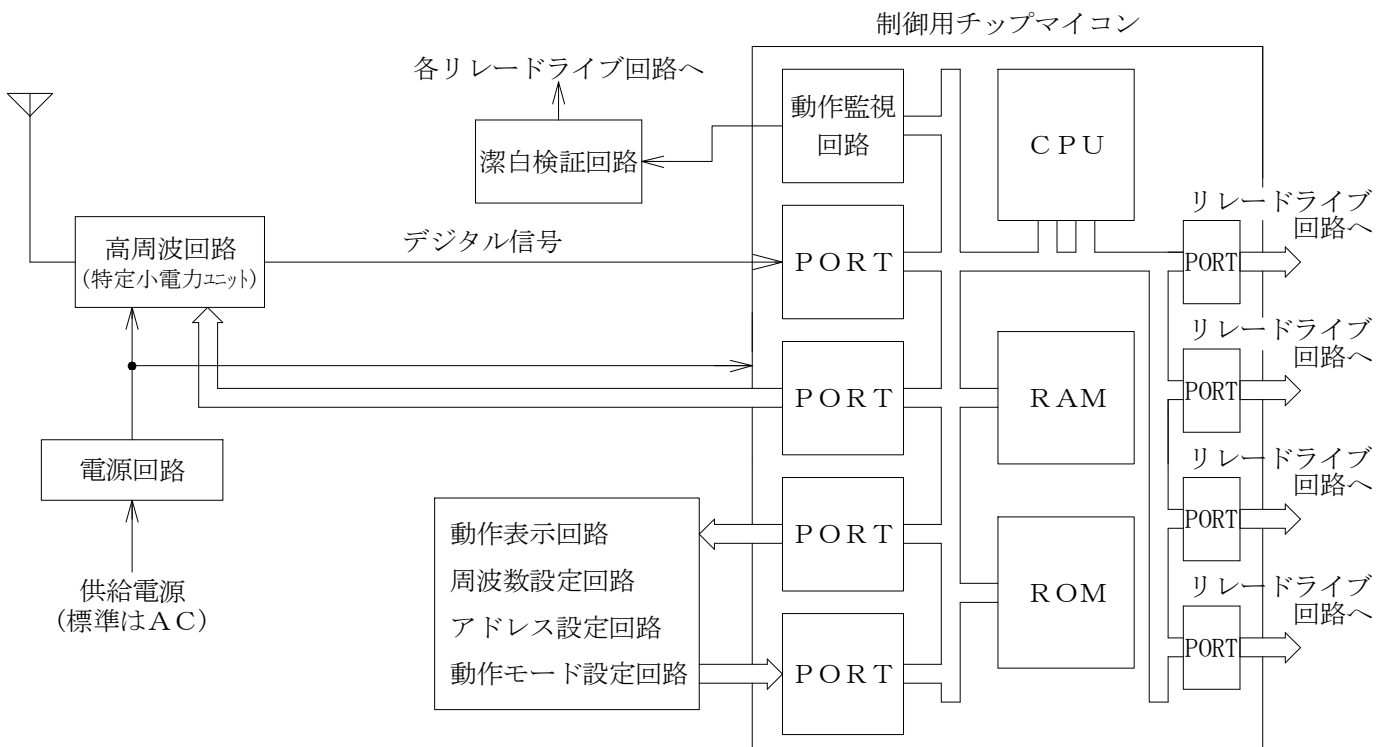 制御用チップマイコン
各リレードライブ回路へ
動作監視
回路
潔白検証回路
CPU
リレードライブ
回路へ
高周波回路
(特定小電力ユニット)
デジタル信号
PORT
PORT
リレードライブ
回路へ
PORT
RAM
PORT
電源回路
リレードライブ
回路へ
動作表示回路
周波数設定回路
アドレス設定回路
動作モード設定回路
PORT
ROM
PORT
供給電源
(標準はAC)
リレードライブ
回路へ
PORT
PORT